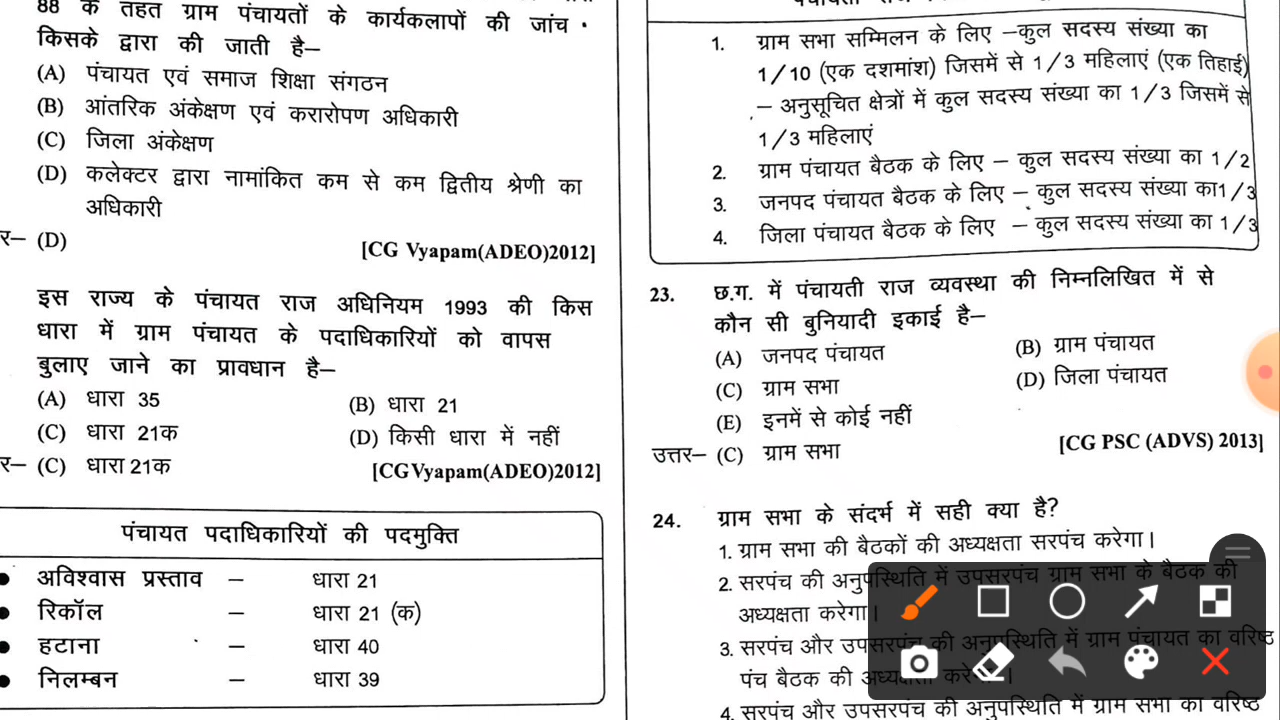 88 के तहत ग्राम पंचायतों के कार्यकलापों की जांच
किसके द्वारा की जाती है–
(A) पंचायत एवं समाज शिक्षा संगठन
(B) आंतरिक अंकेक्षण एवं करारोपण अधिकारी
(C) जिला अंकेक्षण
(D) कलेक्टर द्वारा नामांकित कम से कम द्वितीय श्रेणी का
अधिकारी
र– (D)
[CG Vyapam(ADEO)2012]
इस राज्य के पंचायत राज अधिनियम 1993 की किस
धारा में ग्राम पंचायत के पदाधिकारियों को वापस
बुलाए जाने का प्रावधान है–
(A) धारा 35 (B) धारा 21
(C) धारा 21क (D) किसी धारा में नहीं
र– (C) धारा 21क [CGVyapam(ADEO)2012]
पंचायत पदाधिकारियों की पदमुक्ति
● अविश्वास प्रस्ताव – धारा 21
● रिकॉल – धारा 21 (क)
● हटाना – धारा 40
● निलम्बन – धारा 39
1. ग्राम सभा सम्मिलन के लिए –कुल सदस्य संख्या का
1/10 (एक दशमांश) जिसमें से 1/3 महिलाएं (एक तिहाई)
– अनुसूचित क्षेत्रों में कुल सदस्य संख्या का 1/3 जिसमें से
1/3 महिलाएं
2. ग्राम पंचायत बैठक के लिए – कुल सदस्य संख्या का 1/2
3. जनपद पंचायत बैठक के लिए – कुल सदस्य संख्या का1/3
4. जिला पंचायत बैठक के लिए – कुल सदस्य संख्या का 1/3
23. छ.ग. में पंचायती राज व्यवस्था की निम्नलिखित में से
कौन सी बुनियादी इकाई है–
(A) जनपद पंचायत (B) ग्राम पंचायत
(C) ग्राम सभा (D) जिला पंचायत
(E) इनमें से कोई नहीं
[CG PSC (ADVS) 2013]
उत्तर– (C) ग्राम सभा
24. ग्राम सभा के संदर्भ में सही क्या है?
1. ग्राम सभा की बैठकों की अध्यक्षता सरपंच करेगा।
2. सरपंच की अनुपस्थिति में उपसरपंच ग्राम सभा के बैठक की
अध्यक्षता करेगा।
3. सरपंच और उपसरपंच की अनुपस्थिति में ग्राम पंचायत का वरिष्ठ
पंच बैठक की
4. सरपंच और उपसरपंच की अनुपस्थिति में ग्राम सभा का वरिष्ठ